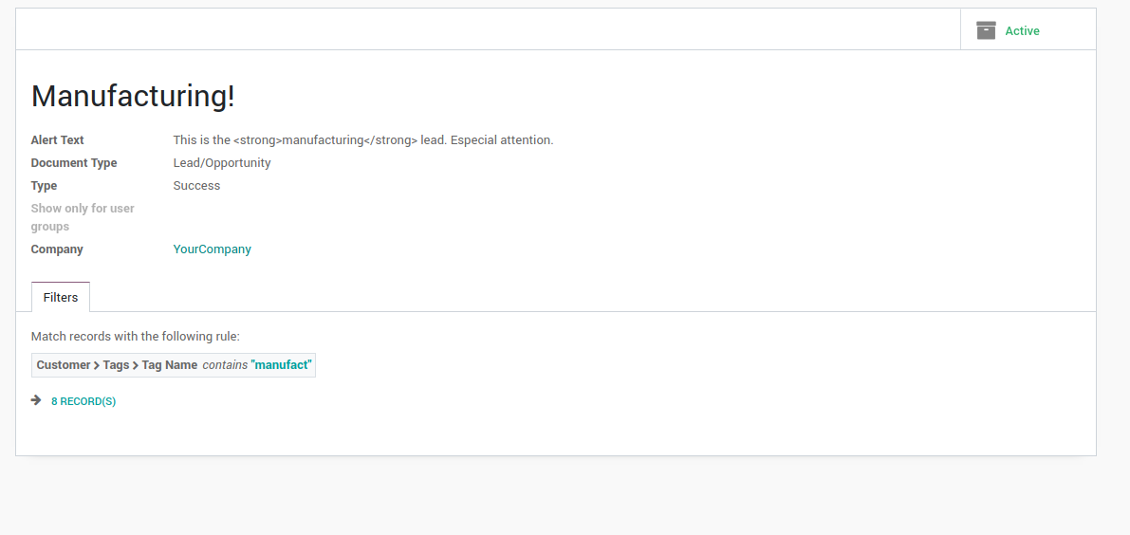 Active
Manufacturing!
Alert Text This is the <strong>manufacturing</strong> lead. Especial attention.
Document Type Lead/Opportunity
Type Success
Show only for user
groups
Company YourCompany
Filters
Match records with the following rule:
Customer > Tags > Tag Name contains "manufact"
8 RECORD(S)